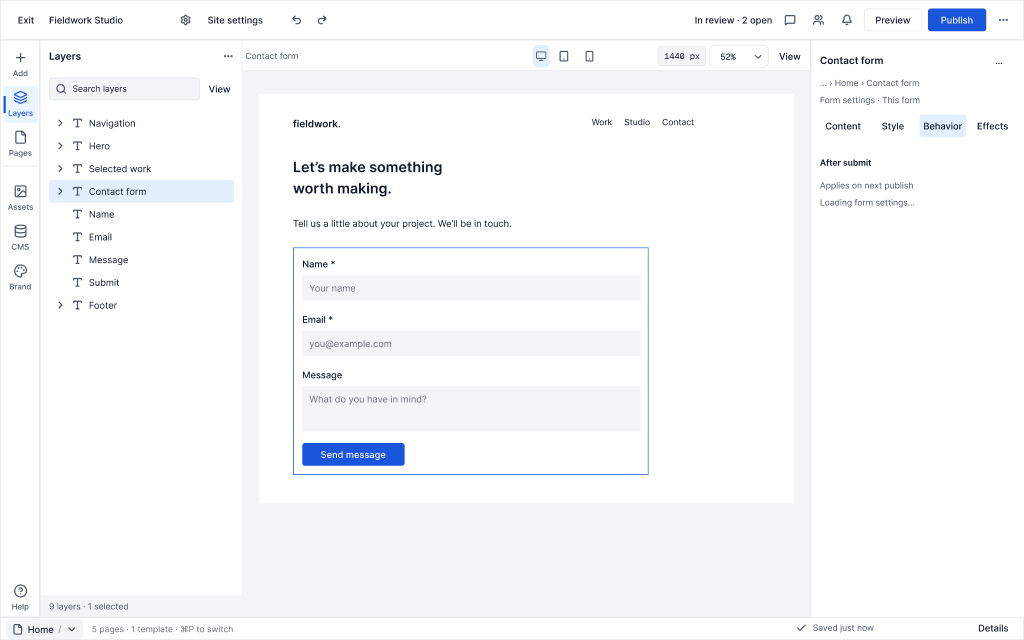 Exit Fieldwork Studio Site settings In review · 2 open Preview Publish ...
Add
Layers
Pages
Assets
CMS
Brand
Help
Layers ...
Search layers View
Navigation
Hero
Selected work
Contact form
Name
Email
Message
Submit
Footer
9 layers · 1 selected
Contact form 1440 px 52% View
fieldwork. Work Studio Contact
Let's make something
worth making.
Tell us a little about your project. We'll be in touch.
Name *
Your name
Email *
you@example.com
Message
What do you have in mind?
Send message
Contact form ...
... › Home › Contact form
Form settings · This form
Content Style Behavior Effects
After submit
Applies on next publish
Loading form settings...
Home / 5 pages · 1 template · ⌘P to switch Saved just now Details